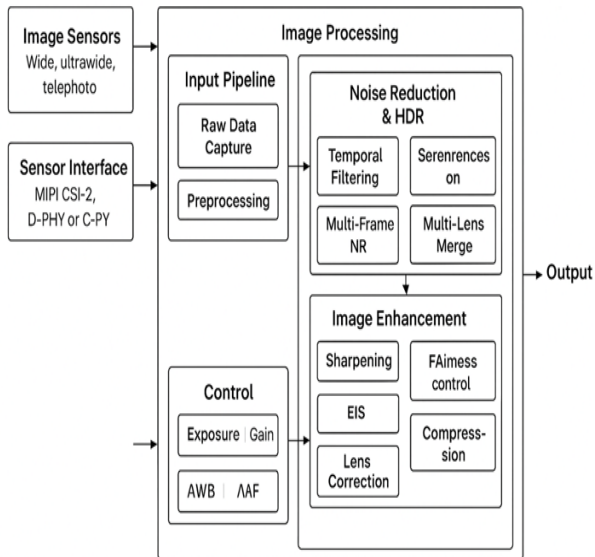 Image Sensors
Wide, ultrawide,
telephoto
Sensor Interface
MIPI CSI-2,
D-PHY or C-PY
Image Processing
Input Pipeline
Raw Data
Capture
Preprocessing
Control
Exposure | Gain
AWB | ΛAF
Noise Reduction
& HDR
Temporal
Filtering
Serenrences
on
Multi-Frame
NR
Multi-Lens
Merge
Image Enhancement
Sharpening
FAimess
control
EIS
Compress-
sion
Lens
Correction
Output